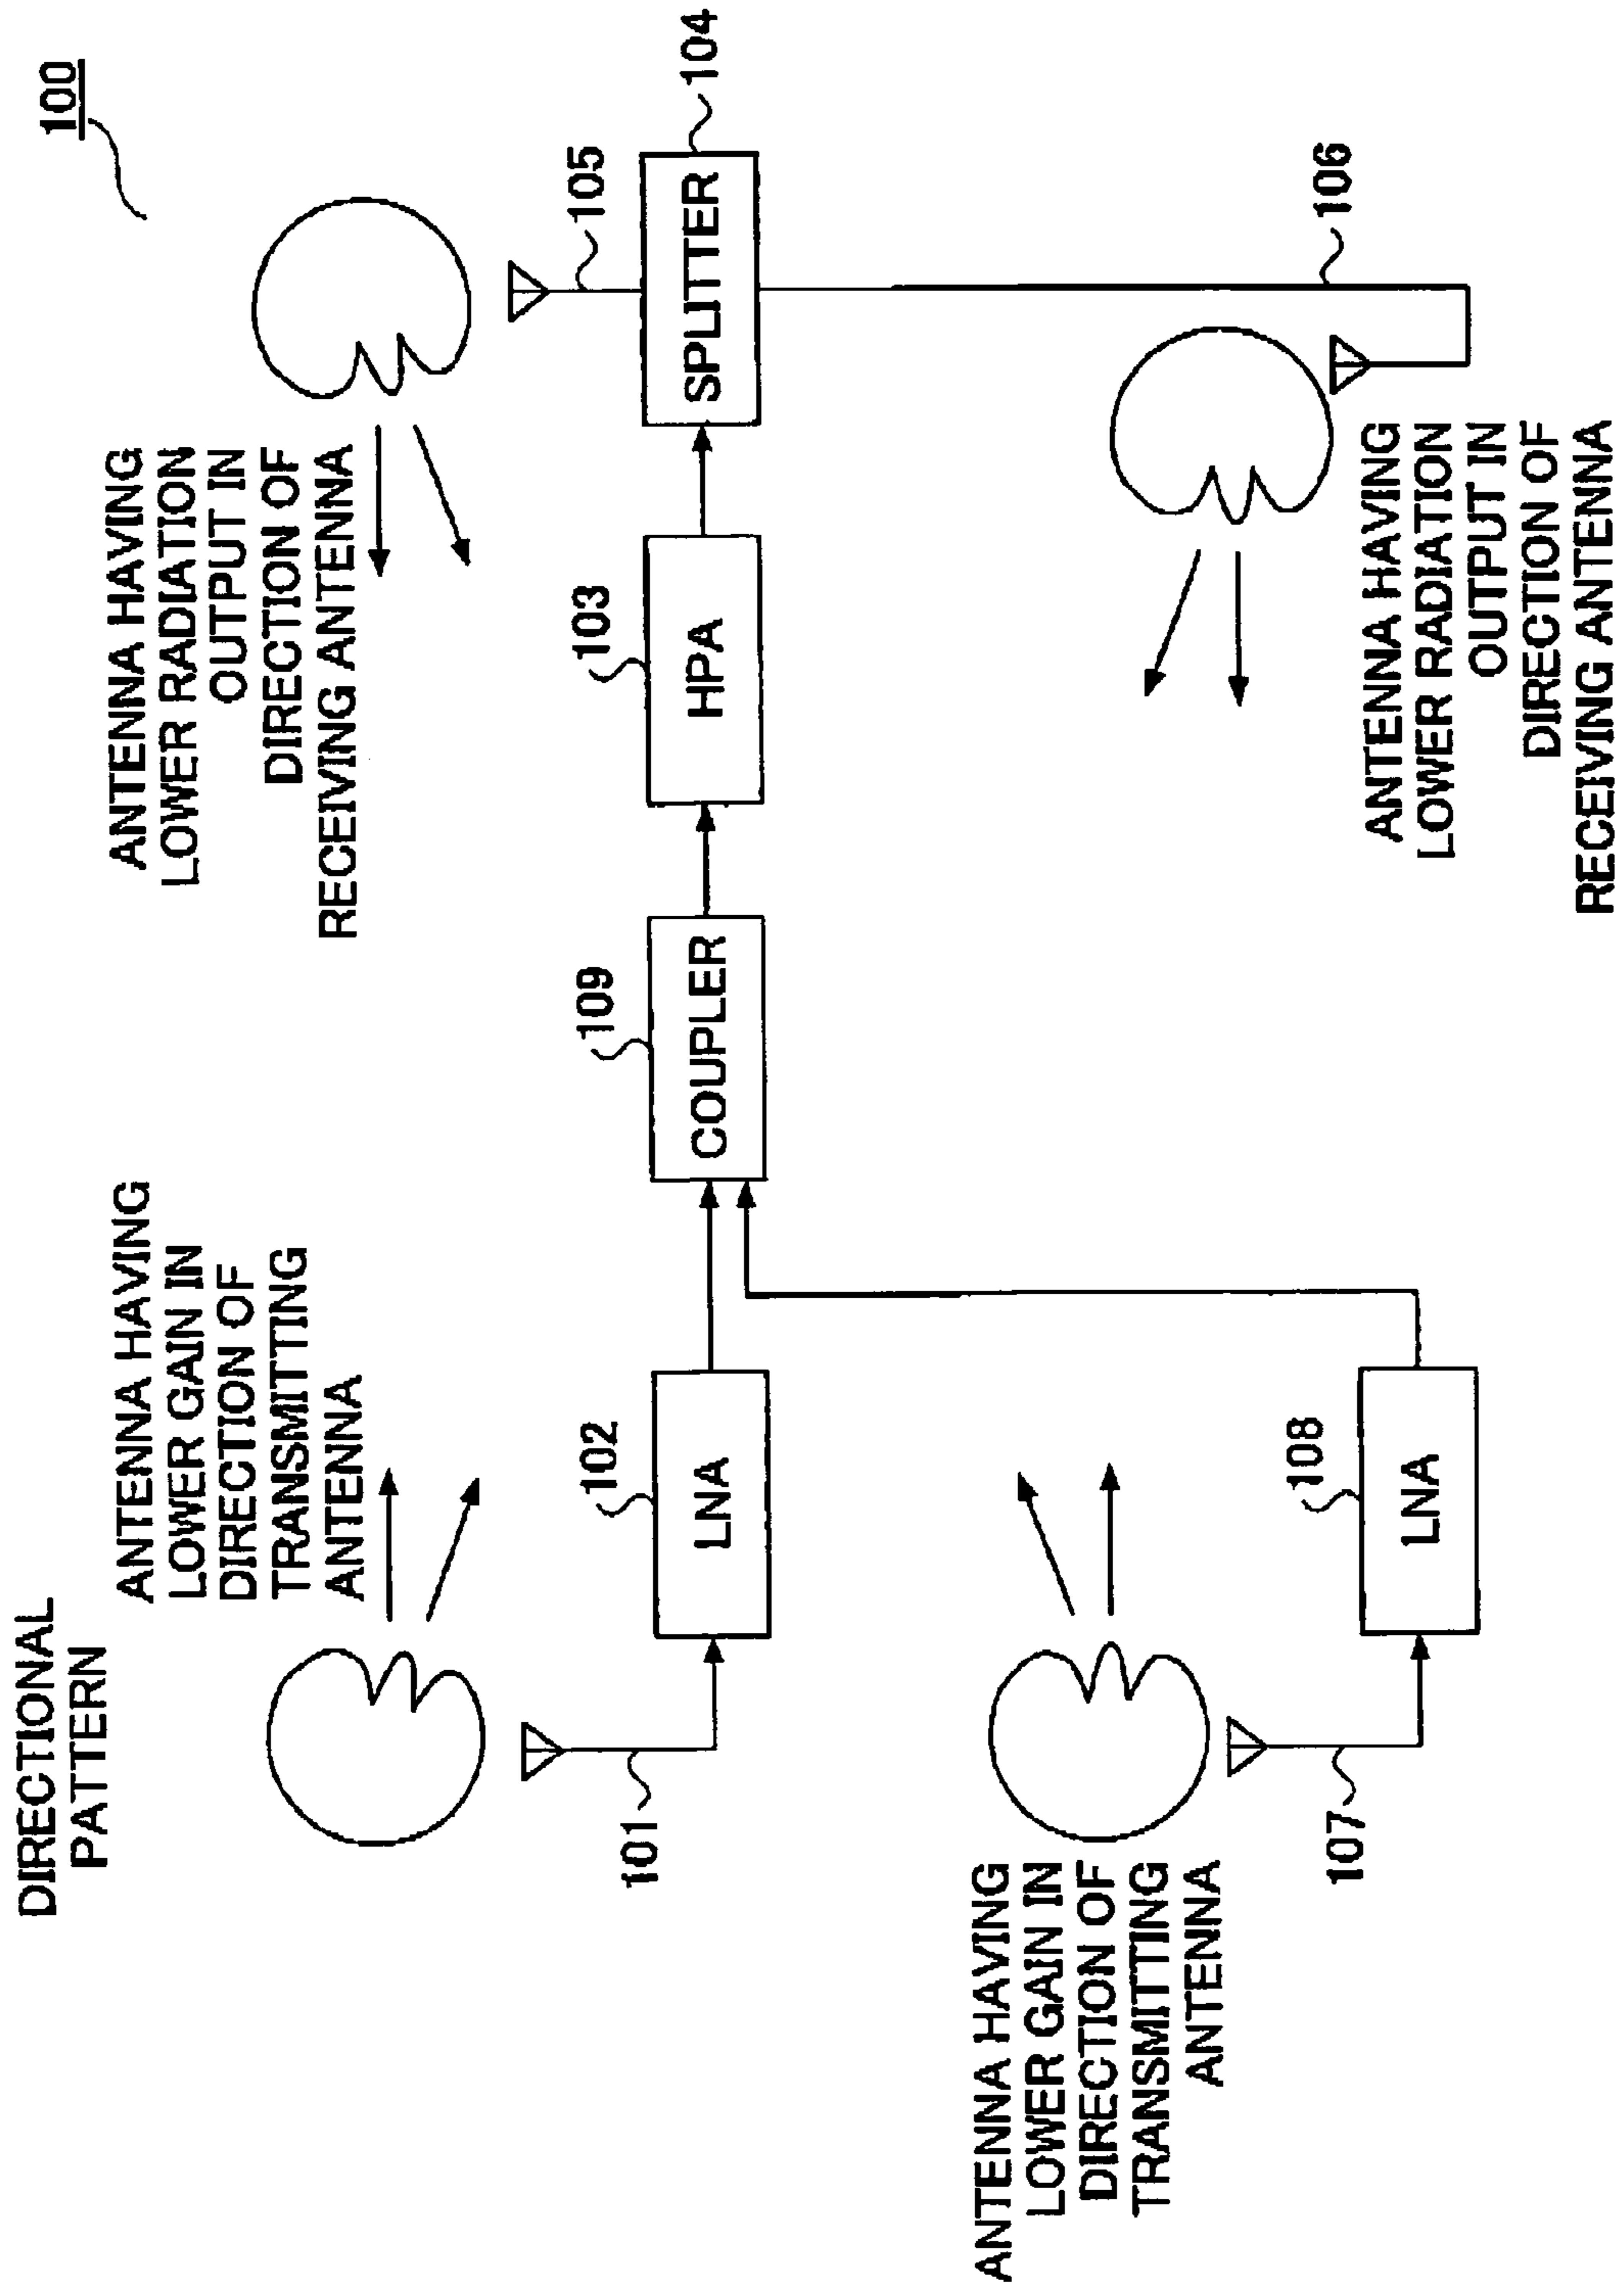 100
DIRECTIONAL
PATTERN
ANTENNA HAVING
LOWER GAIN IN
DIRECTION OF
TRANSMITTING
ANTENNA
ANTENNA HAVING
LOWER RADIATION
OUTPUT IN
DIRECTION OF
RECEIVING ANTENNA
101
102
LNA
109
COUPLER
103
HPA
105
SPLITTER
104
ANTENNA HAVING
LOWER GAIN IN
DIRECTION OF
TRANSMITTING
ANTENNA
107
108
LNA
106
ANTENNA HAVING
LOWER RADIATION
OUTPUT IN
DIRECTION OF
RECEIVING ANTENNA